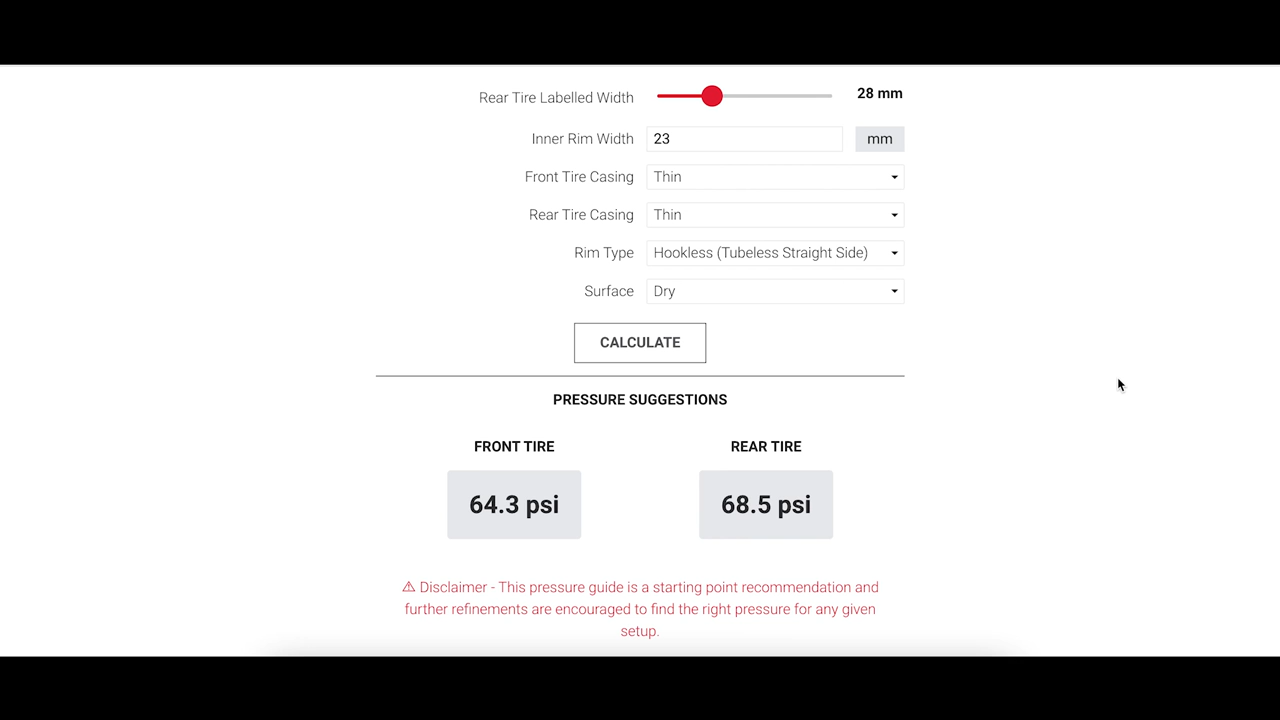 Rear Tire Labelled Width 28 mm
Inner Rim Width 23 mm
Front Tire Casing Thin
Rear Tire Casing Thin
Rim Type Hookless (Tubeless Straight Side)
Surface Dry
CALCULATE
PRESSURE SUGGESTIONS
FRONT TIRE REAR TIRE
64.3 psi 68.5 psi
⚠ Disclaimer - This pressure guide is a starting point recommendation and
further refinements are encouraged to find the right pressure for any given
setup.